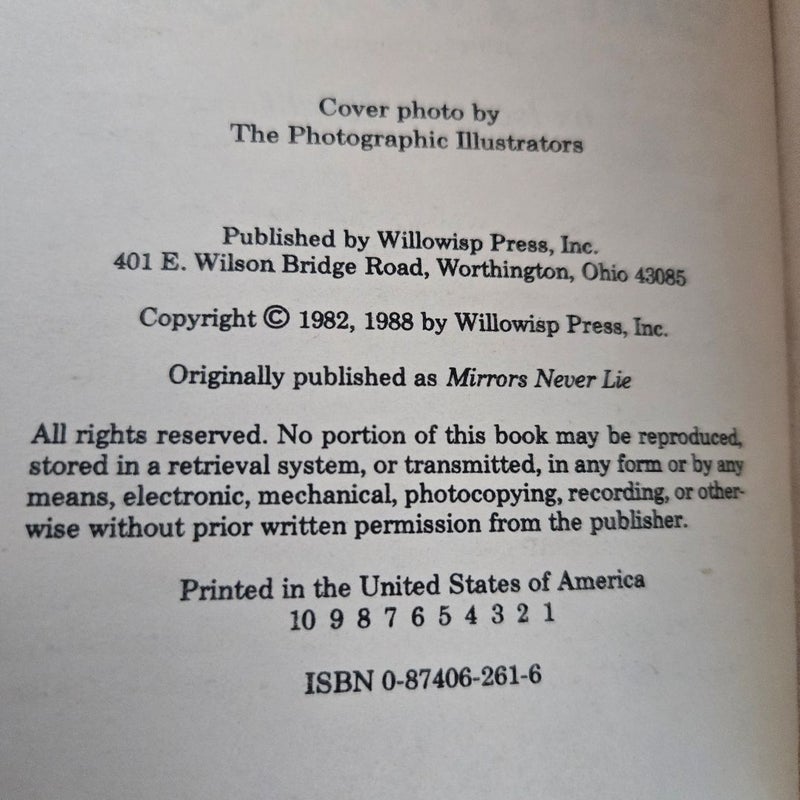 Cover photo by
The Photographic Illustrators
Published by Willowisp Press, Inc.
401 E. Wilson Bridge Road, Worthington, Ohio 43085
Copyright © 1982, 1988 by Willowisp Press, Inc.
Originally published as Mirrors Never Lie
All rights reserved. No portion of this book may be reproduced,
stored in a retrieval system, or transmitted, in any form or by any
means, electronic, mechanical, photocopying, recording, or other-
wise without prior written permission from the publisher.
Printed in the United States of America
10 9 8 7 6 5 4 3 2 1
ISBN 0-87406-261-6